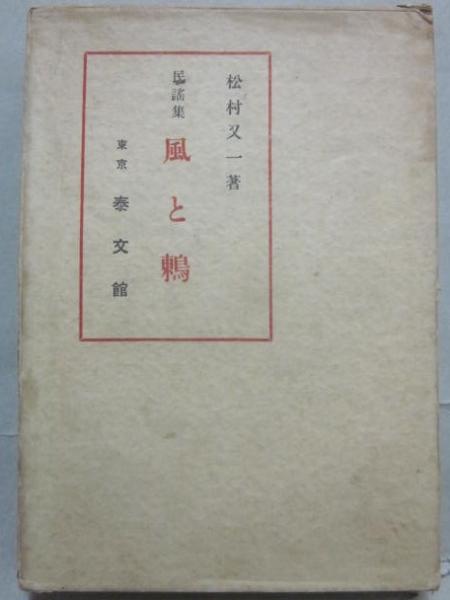 松村又一著
民謡集
風と鶫
東京 泰文館